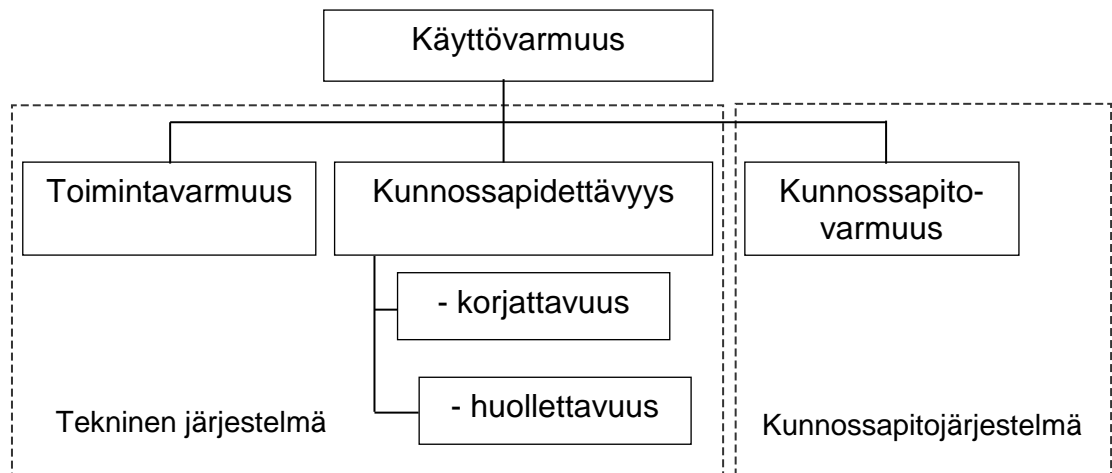 Käyttövarmuus
Toimintavarmuus
Kunnossapidettävyys
Kunnossapito-
varmuus
- korjattavuus
- huollettavuus
Tekninen järjestelmä
Kunnossapitojärjestelmä